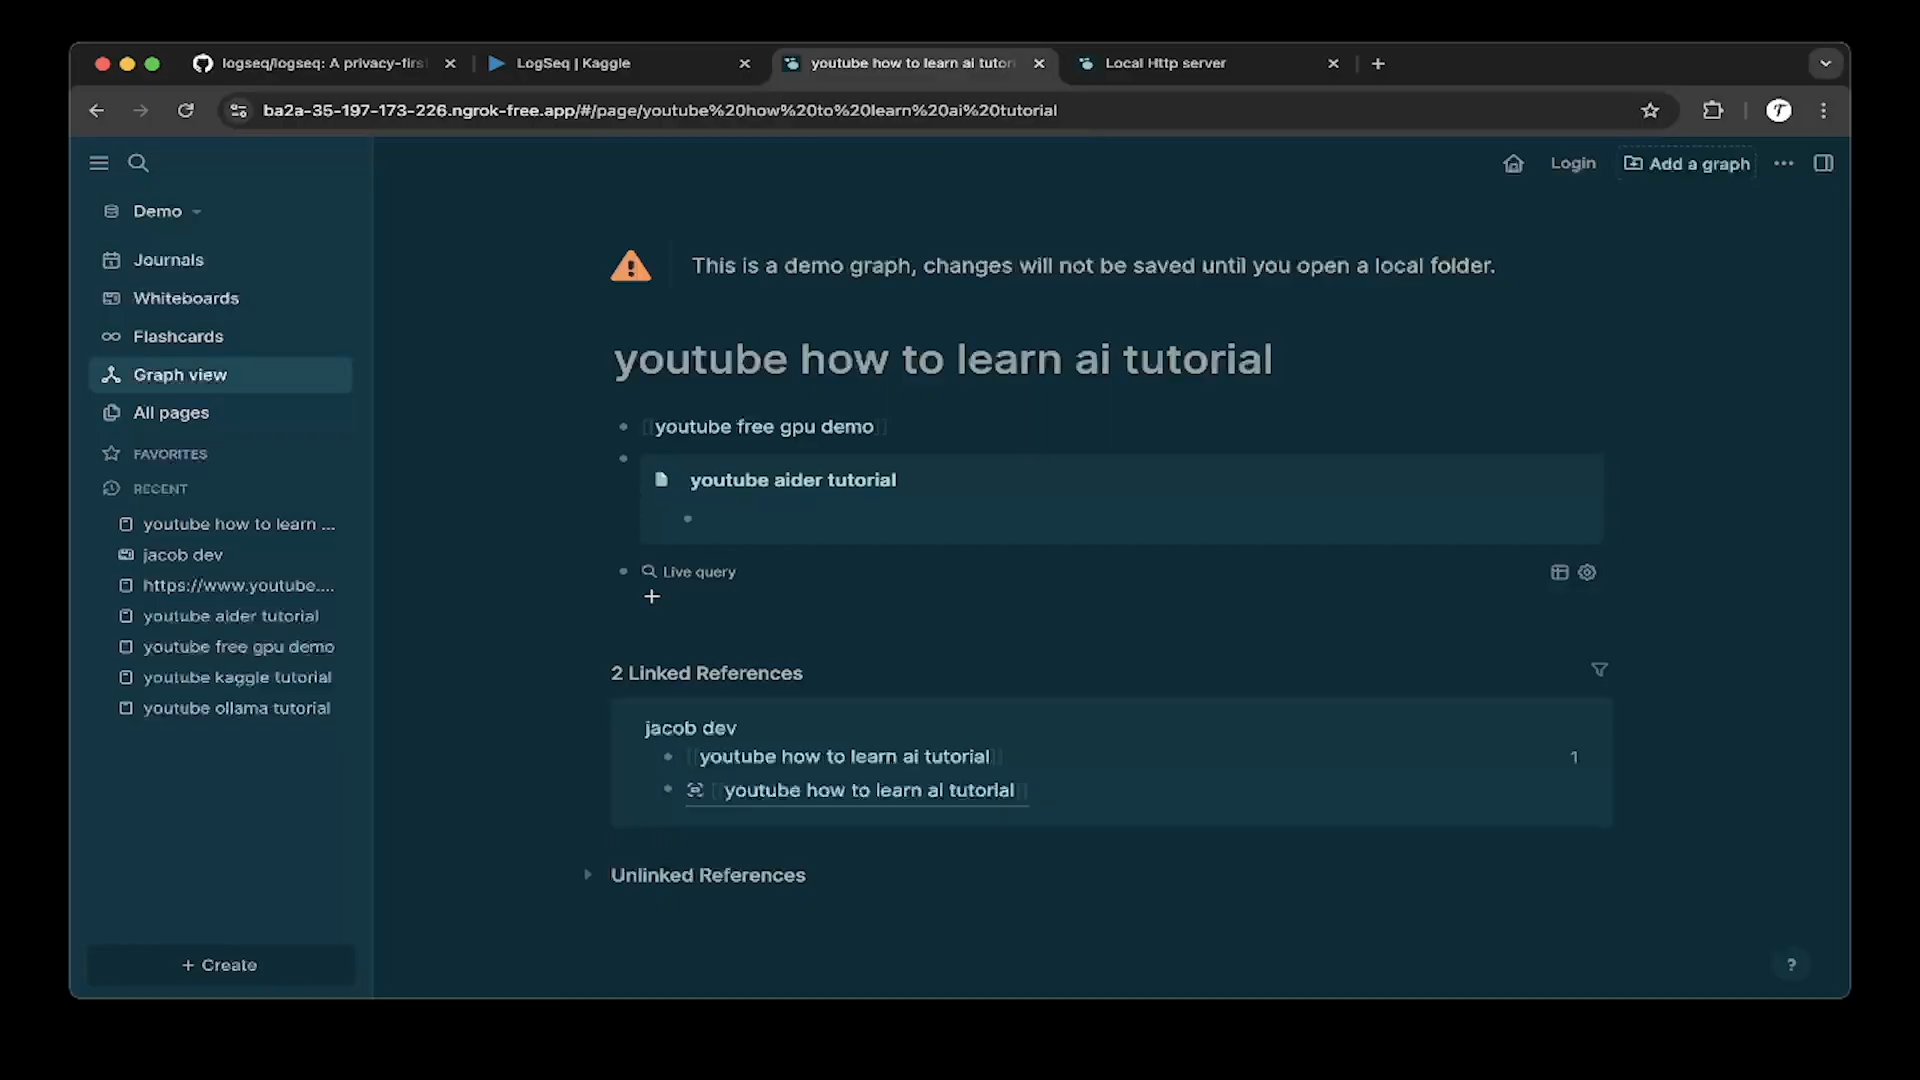 logseq/logseq: A privacy-firs
LogSeq | Kaggle
youtube how to learn ai tutor
Local Http server
ba2a-35-197-173-226.ngrok-free.app/#/page/youtube%20how%20to%20learn%20ai%20tutorial
Login
Add a graph
Demo
Journals
Whiteboards
Flashcards
Graph view
All pages
FAVORITES
RECENT
youtube how to learn ...
jacob dev
https://www.youtube....
youtube aider tutorial
youtube free gpu demo
youtube kaggle tutorial
youtube ollama tutorial
+ Create
This is a demo graph, changes will not be saved until you open a local folder.
youtube how to learn ai tutorial
[[youtube free gpu demo]]
youtube aider tutorial
Live query
+
2 Linked References
jacob dev
[[youtube how to learn ai tutorial]]
1
[[youtube how to learn ai tutorial]]
Unlinked References
?